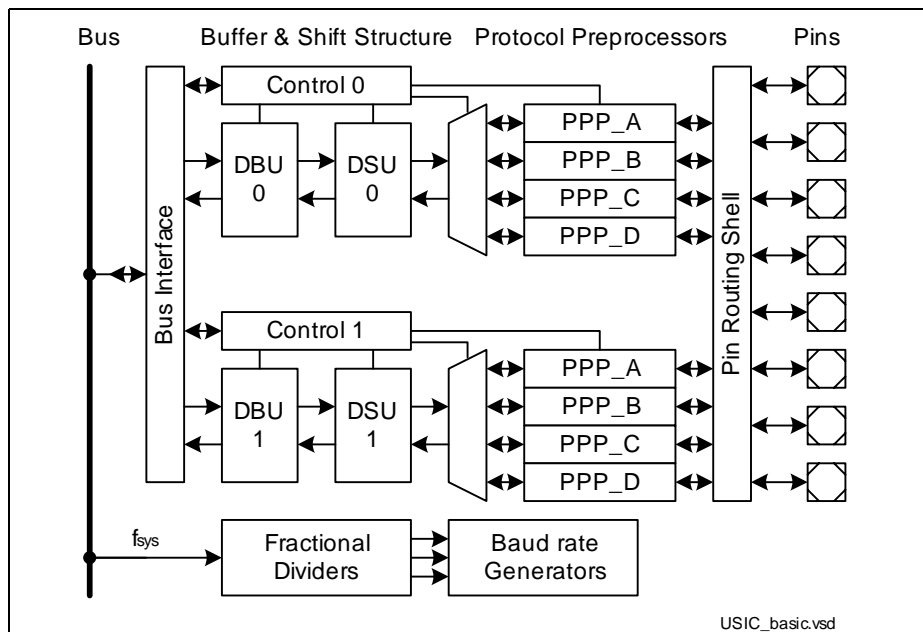 Bus
Buffer & Shift Structure
Protocol Preprocessors
Pins
Bus Interface
Control 0
DBU
0
DSU
0
PPP_A
PPP_B
PPP_C
PPP_D
Pin Routing Shell
Control 1
DBU
1
DSU
1
PPP_A
PPP_B
PPP_C
PPP_D
fsys
Fractional
Dividers
Baud rate
Generators
USIC_basic.vsd